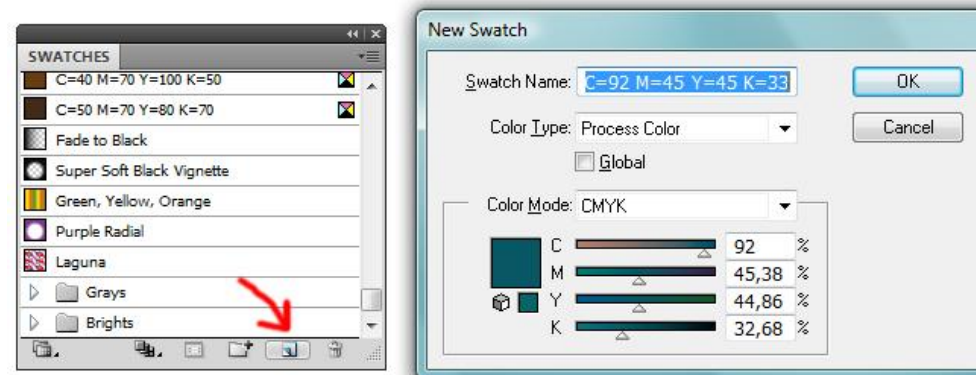 SWATCHES
C=40 M=70 Y=100 K=50
C=50 M=70 Y=80 K=70
Fade to Black
Super Soft Black Vignette
Green, Yellow, Orange
Purple Radial
Laguna
Grays
Brights
New Swatch
Swatch Name: C=92 M=45 Y=45 K=33
OK
Color Type: Process Color
Cancel
Global
Color Mode: CMYK
C 92 %
M 45,38 %
Y 44,86 %
K 32,68 %